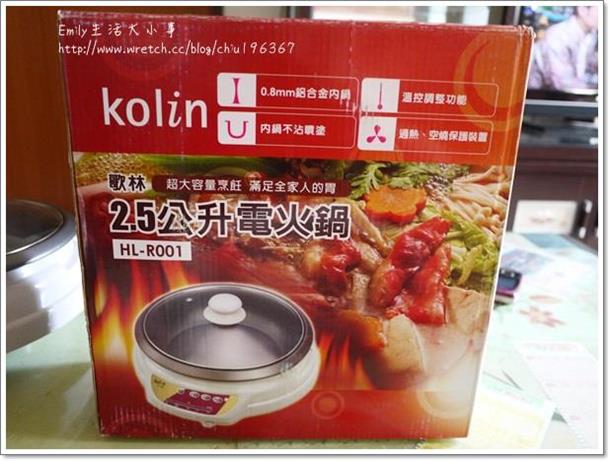 Emily生活大小事
http://www.wretch.cc/blog/chiu196367
kolin
0.8mm鋁合金內鍋
溫控調整功能
內鍋不沾噴塗
過熱、空燒保護裝置
歌林 超大容量烹飪 滿足全家人的胃
2.5公升電火鍋
HL-R001